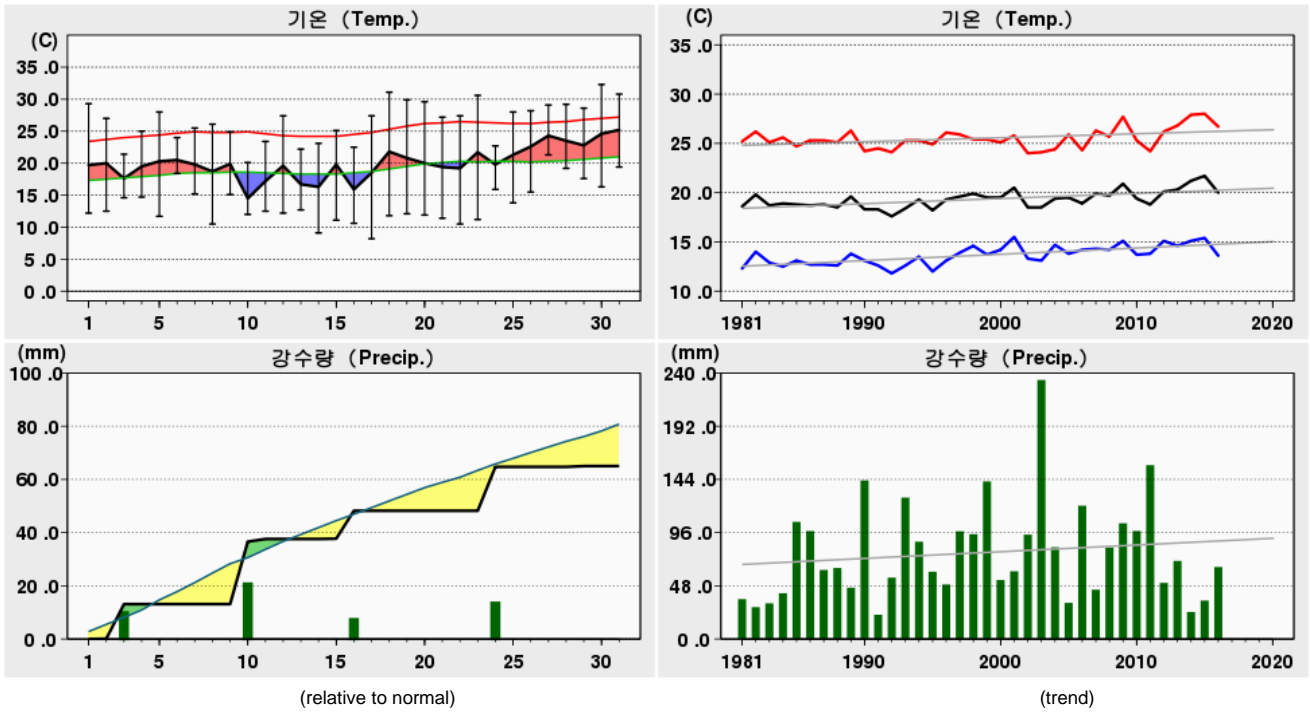 기온 (Temp.)
(C)
35 .0
30 .0
25 .0
20 .0
15 .0
10 .0
5 .0
0 .0
1 5 10 15 20 25 30
기온 (Temp.)
(C)
35 .0
30 .0
25 .0
20 .0
15 .0
10 .0
1981 1990 2000 2010 2020
강수량 (Precip.)
(mm)
100 .0
80 .0
60 .0
40 .0
20 .0
0 .0
1 5 10 15 20 25 30
(relative to normal)
강수량 (Precip.)
(mm)
240 .0
192 .0
144 .0
96 .0
48 .0
0 .0
1981 1990 2000 2010 2020
(trend)